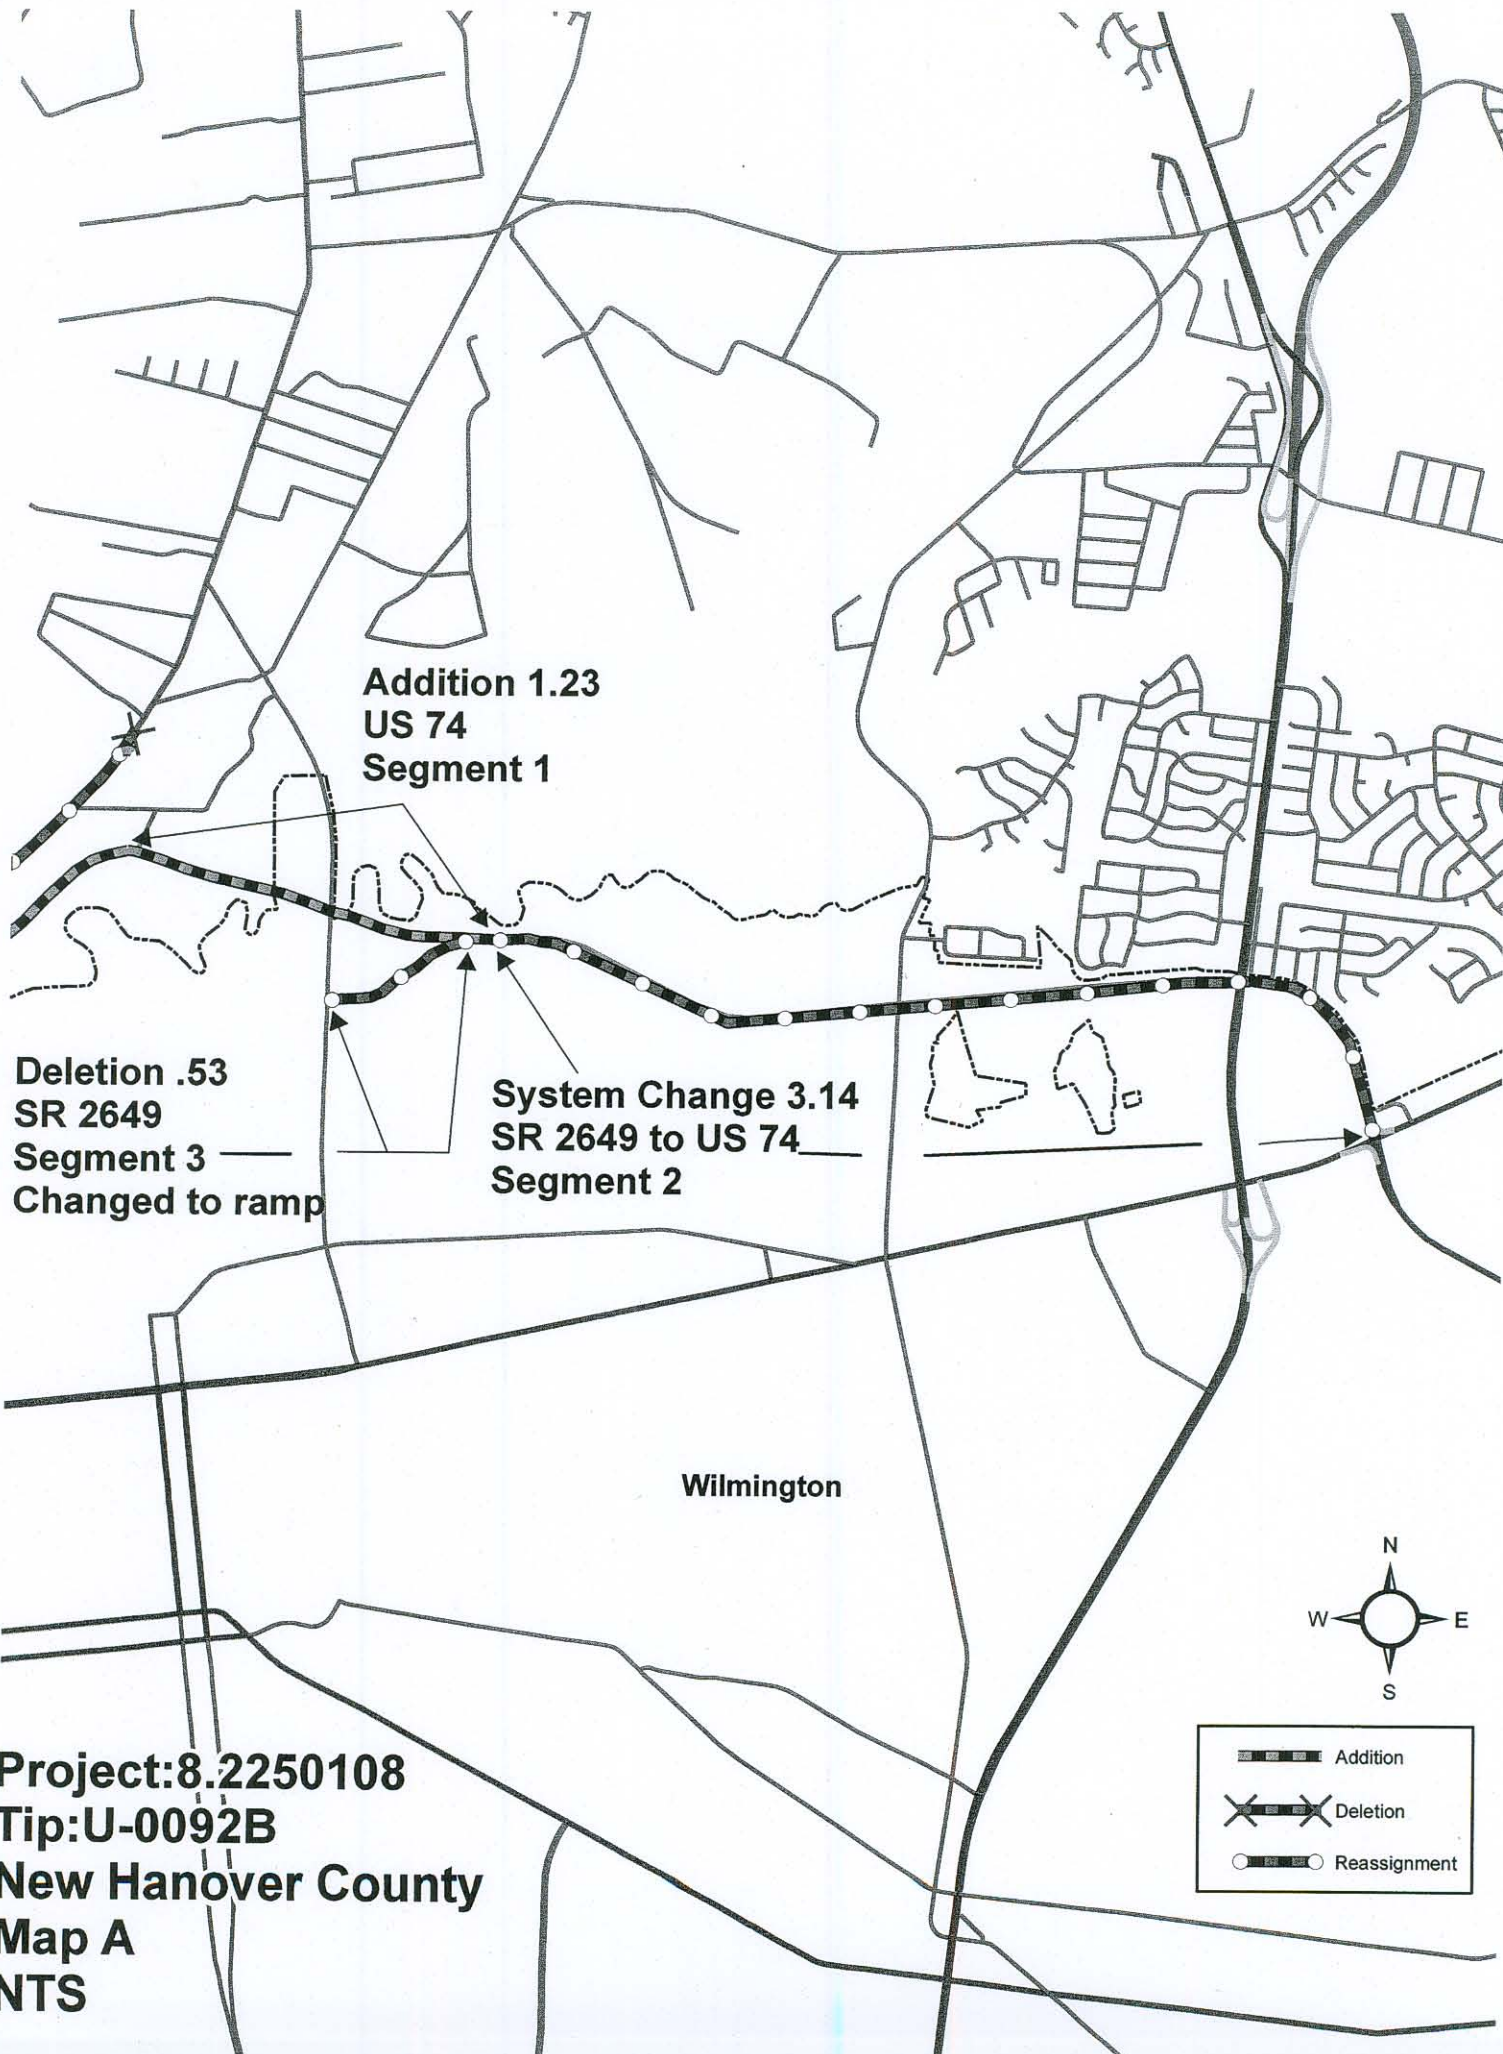 Addition 1.23
US 74
Segment 1
Deletion .53
SR 2649
Segment 3
Changed to ramp
System Change 3.14
SR 2649 to US 74
Segment 2
Wilmington
N
W E
S
Addition
Deletion
Reassignment
Project:8.2250108
Tip:U-0092B
New Hanover County
Map A
NTS